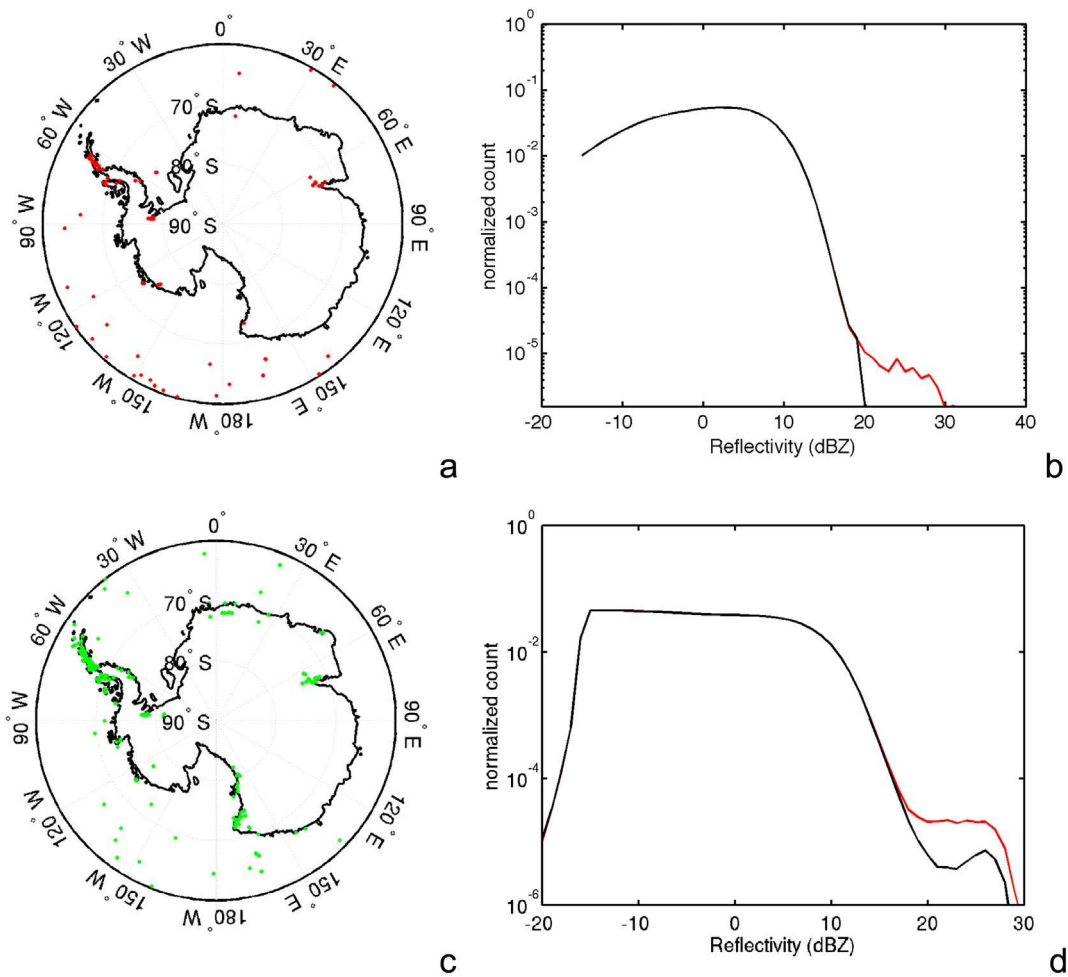 0°
30° E
60° E
90° E
120° E
150° E
180° W
150° W
120° W
90° W
60° W
30° W
70° S
80° S
90° S
a
10^0
10^-1
10^-2
10^-3
10^-4
10^-5
normalized count
-20 -10 0 10 20 30 40
Reflectivity (dBZ)
b
0°
30° E
60° E
90° E
120° E
150° E
180° W
150° W
120° W
90° W
60° W
30° W
70° S
80° S
90° S
c
10^0
10^-2
10^-4
10^-6
normalized count
-20 -10 0 10 20 30
Reflectivity (dBZ)
d